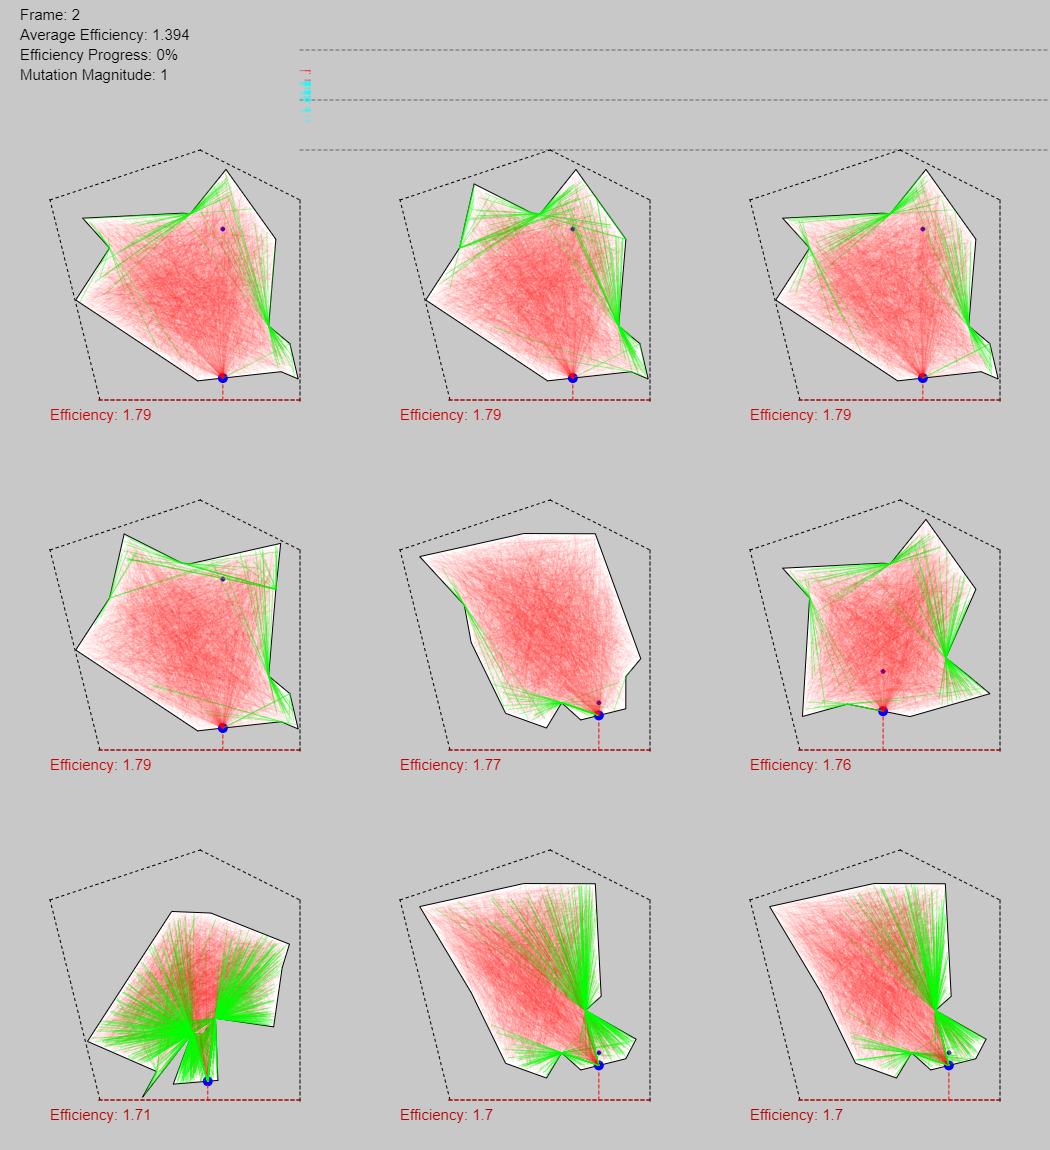 Frame: 2
Average Efficiency: 1.394
Efficiency Progress: 0%
Mutation Magnitude: 1
Efficiency: 1.79
Efficiency: 1.79
Efficiency: 1.79
Efficiency: 1.79
Efficiency: 1.77
Efficiency: 1.76
Efficiency: 1.71
Efficiency: 1.7
Efficiency: 1.7